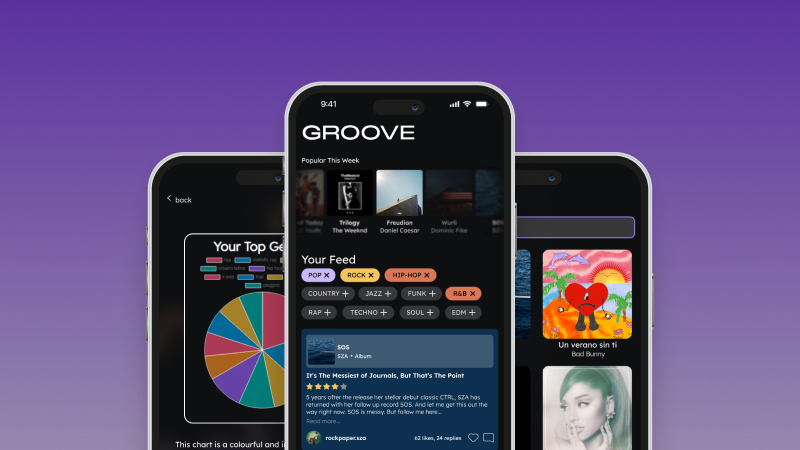 9:41
GROOVE
Popular This Week
of Today
Youth
Trilogy
The Weeknd
Freudian
Daniel Caesar
Wurli
Dominic Fike
Your Feed
POP ✕ ROCK ✕ HIP-HOP ✕
COUNTRY + JAZZ + FUNK + R&B ✕
RAP + TECHNO + SOUL + EDM +
SOS
SZA • Album
It's The Messiest of Journals, But That's The Point
5 years after the release her stellar debut classic CTRL, SZA has
returned with her follow up record SOS. And let me get this out the
way right now. SOS is messy. But follow me here...
Read more...
rockpaper.sza 62 likes, 24 replies
back
Your Top Ge
rap
This chart is a colourful and i
Un verano sin ti
Bad Bunny